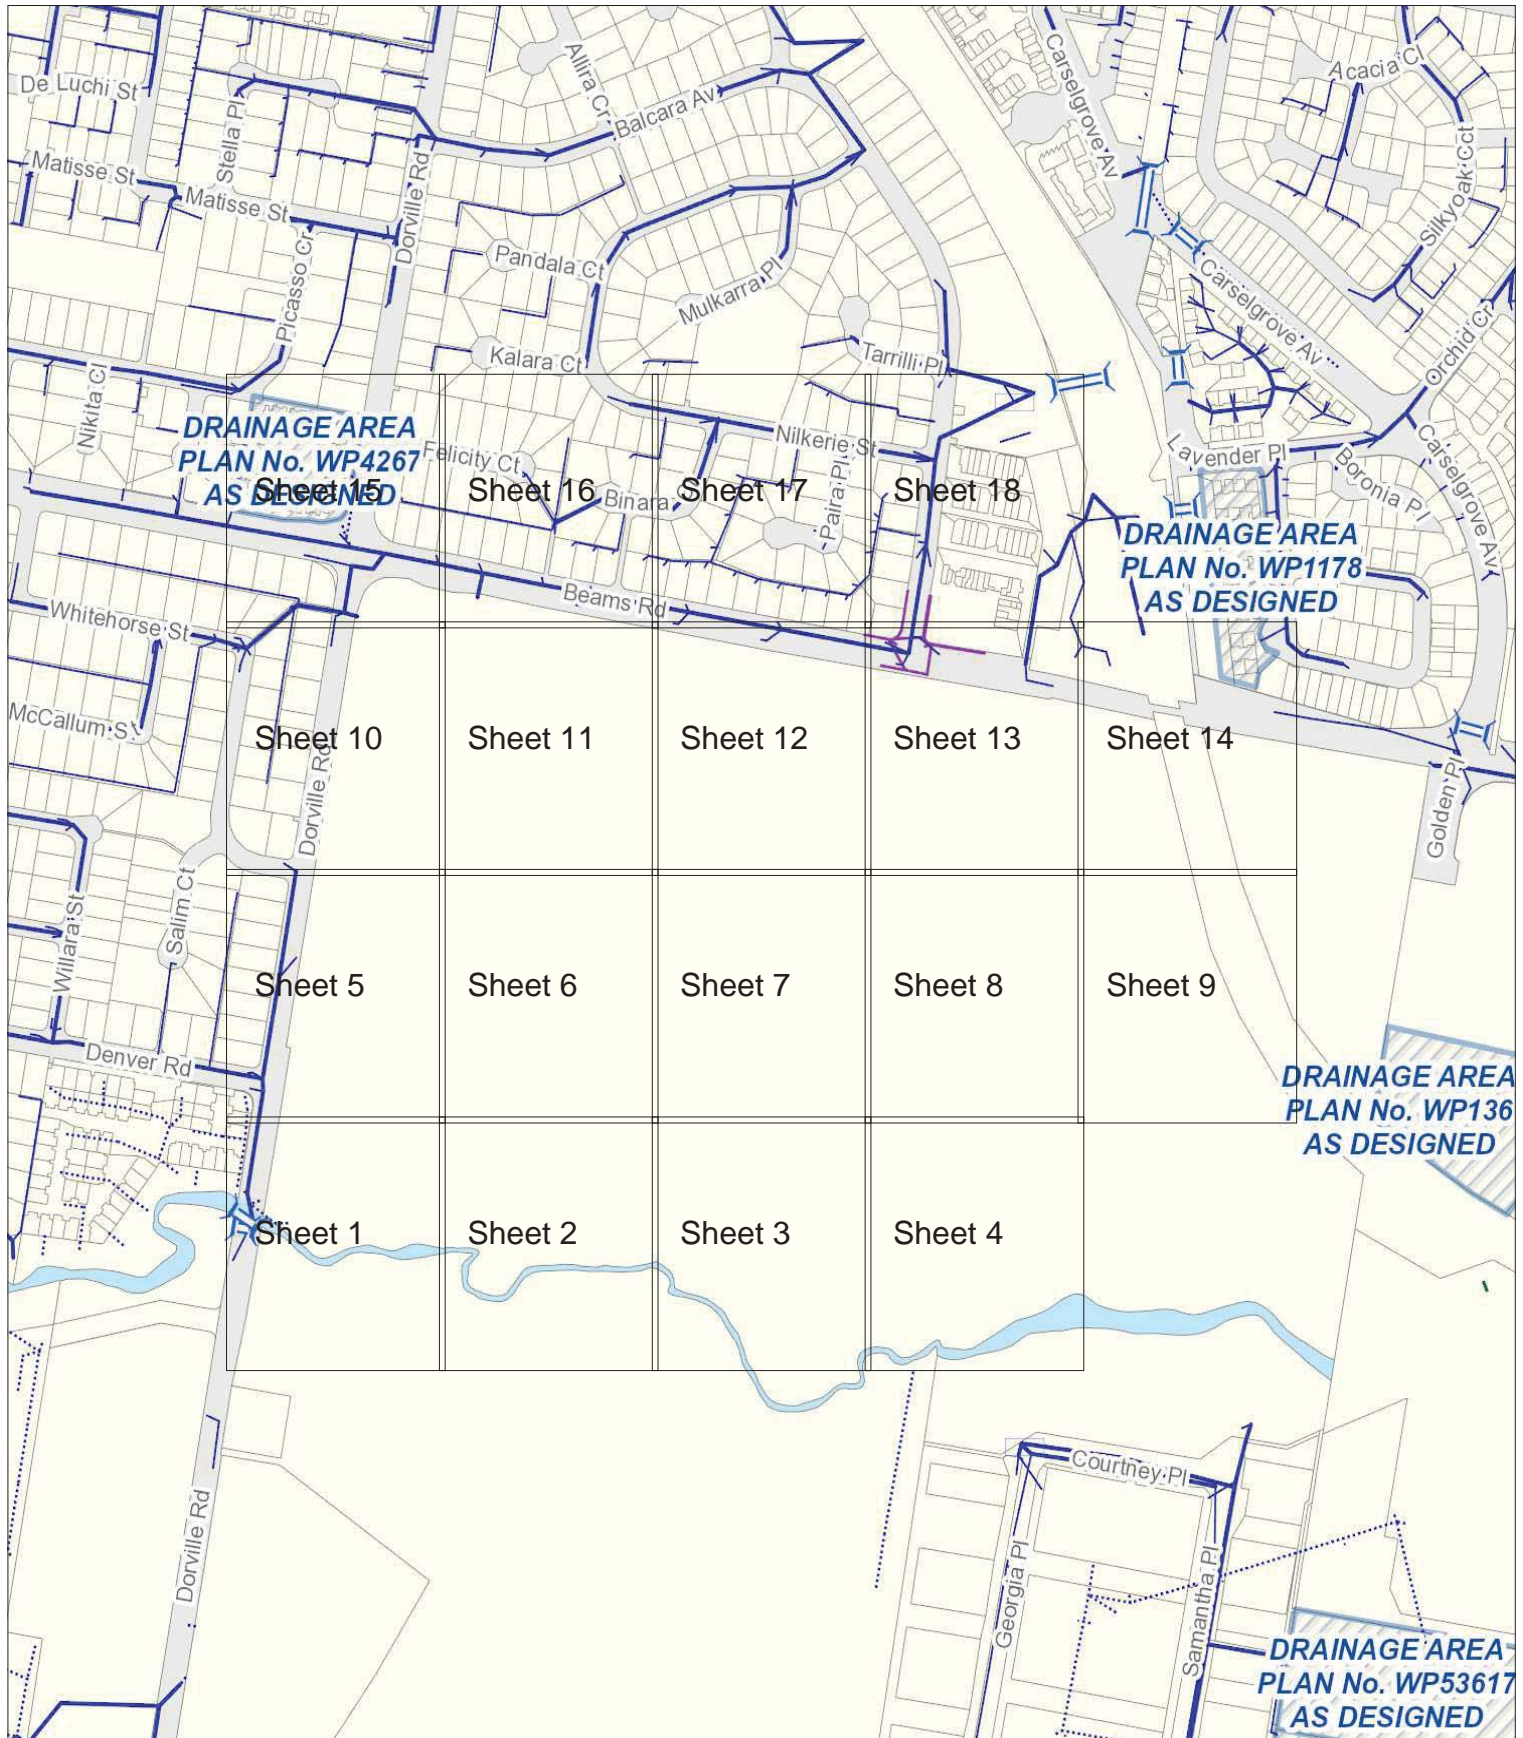 De Luchi St
Stella Pl
Allira Cr
Balcara Av
Carselgrove Av
Acacia Cl
Silkyoak Cct
Matisse St
Matisse St
Dorville Rd
Picasso Cr
Pandala Ct
Mulkarra Pl
Carselgrove Av
Orchid Cr
Kalara Ct
Tarrilli Pl
Nikita Cl
DRAINAGE AREA
PLAN No. WP4267
AS DESIGNED
Felicity Ct
Nilkerie St
Paira Pl
Binara
Lavender Pl
Boronia Pl
Carselgrove Av
Sheet 15
Sheet 16
Sheet 17
Sheet 18
DRAINAGE AREA
PLAN No. WP1178
AS DESIGNED
Beams Rd
Whitehorse St
McCallum St
Sheet 10
Sheet 11
Sheet 12
Sheet 13
Sheet 14
Dorville Rd
Golden Pl
Willara St
Salim Ct
Sheet 5
Sheet 6
Sheet 7
Sheet 8
Sheet 9
Denver Rd
DRAINAGE AREA
PLAN No. WP136
AS DESIGNED
Sheet 1
Sheet 2
Sheet 3
Sheet 4
Courtney Pl
Dorville Rd
Georgia Pl
Samantha Pl
DRAINAGE AREA
PLAN No. WP53617
AS DESIGNED